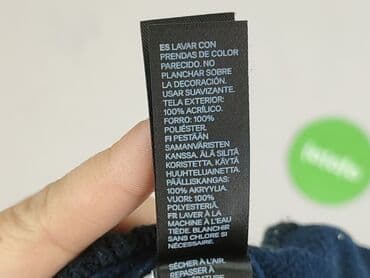 ES LAVAR CON
PRENDAS DE COLOR
PARECIDO. NO
PLANCHAR SOBRE
LA DECORACIÓN.
USAR SUAVIZANTE.
TELA EXTERIOR:
100% ACRÍLICO.
FORRO: 100%
POLIÉSTER.
FI PESTÄÄN
SAMANVÄRISTEN
KANSSA. ÄLÄ SILITÄ
KORISTETTA. KÄYTÄ
HUUHTELUAINETTA.
PÄÄLLISKANGAS:
100% AKRYYLIA.
VUORI: 100%
POLYESTERIÄ.
FR LAVER À LA
MACHINE À L'EAU
TIÈDE. BLANCHIR
SANS CHLORE SI
NÉCESSAIRE.
SÉCHER À L'AIR.
REPASSER À